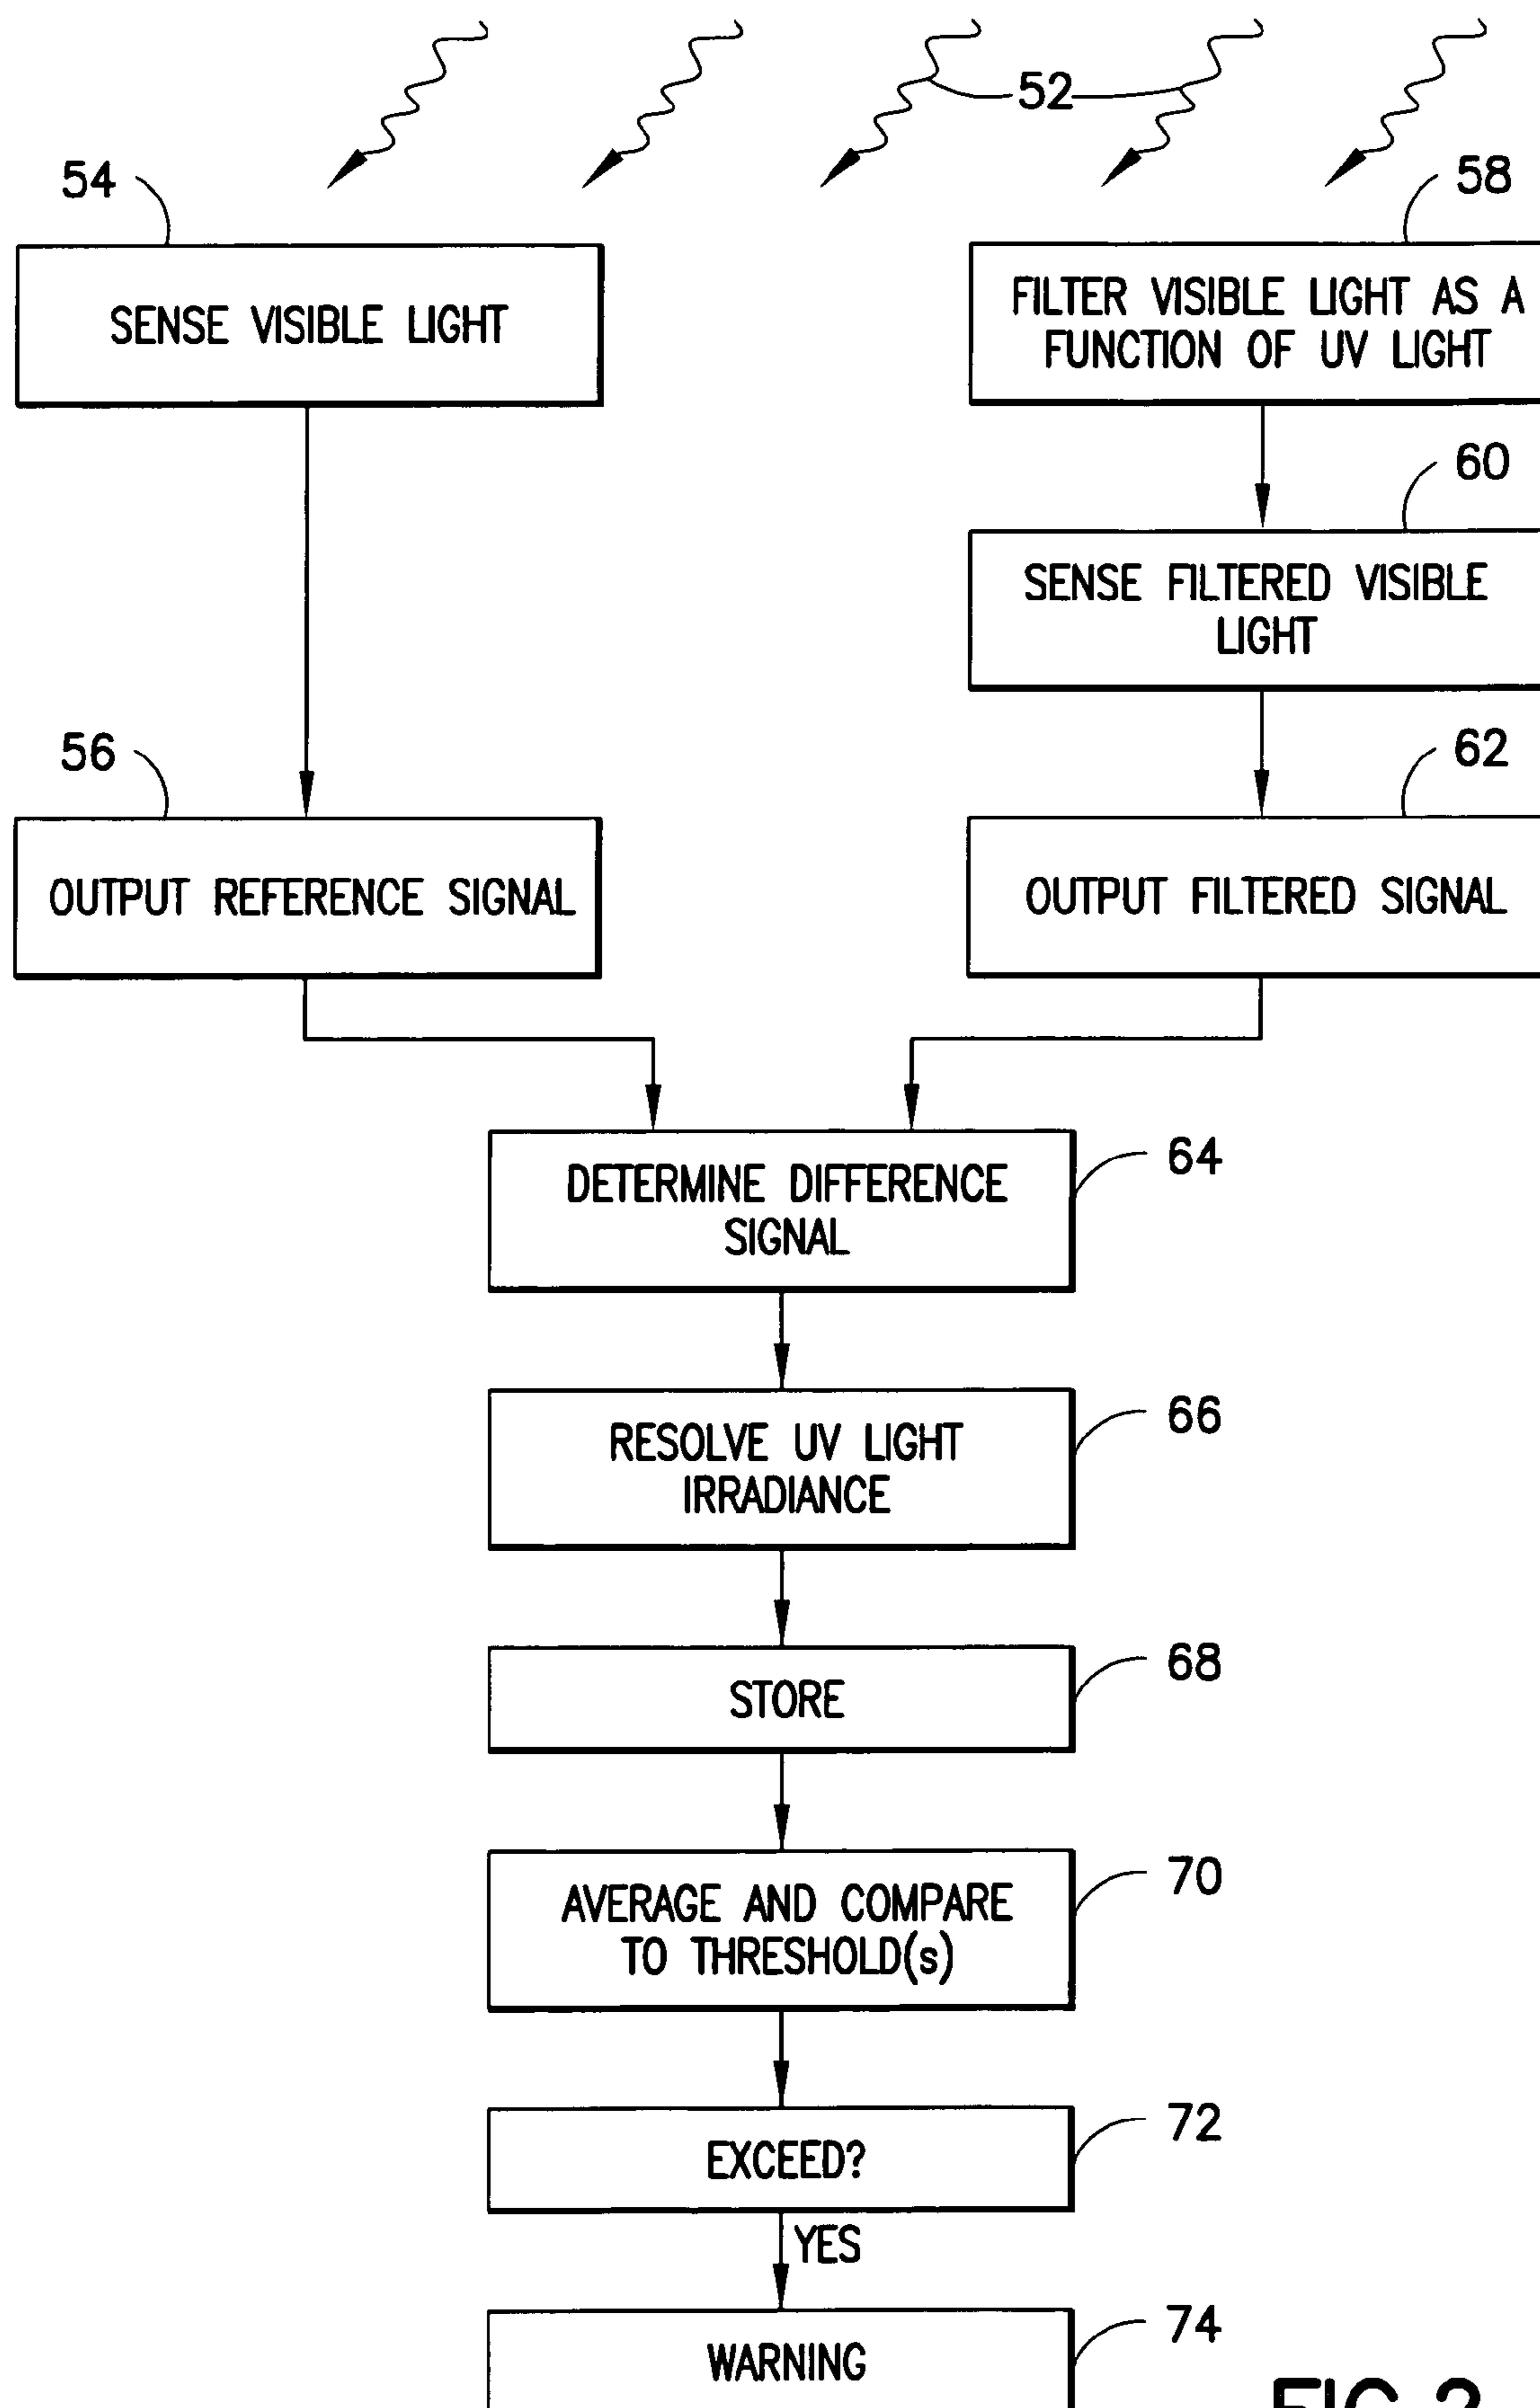 52
54
58
SENSE VISIBLE LIGHT
FILTER VISIBLE LIGHT AS A
FUNCTION OF UV LIGHT
60
SENSE FILTERED VISIBLE
LIGHT
56
62
OUTPUT REFERENCE SIGNAL
OUTPUT FILTERED SIGNAL
64
DETERMINE DIFFERENCE
SIGNAL
66
RESOLVE UV LIGHT
IRRADIANCE
68
STORE
70
AVERAGE AND COMPARE
TO THRESHOLD(s)
72
EXCEED?
YES
74
WARNING